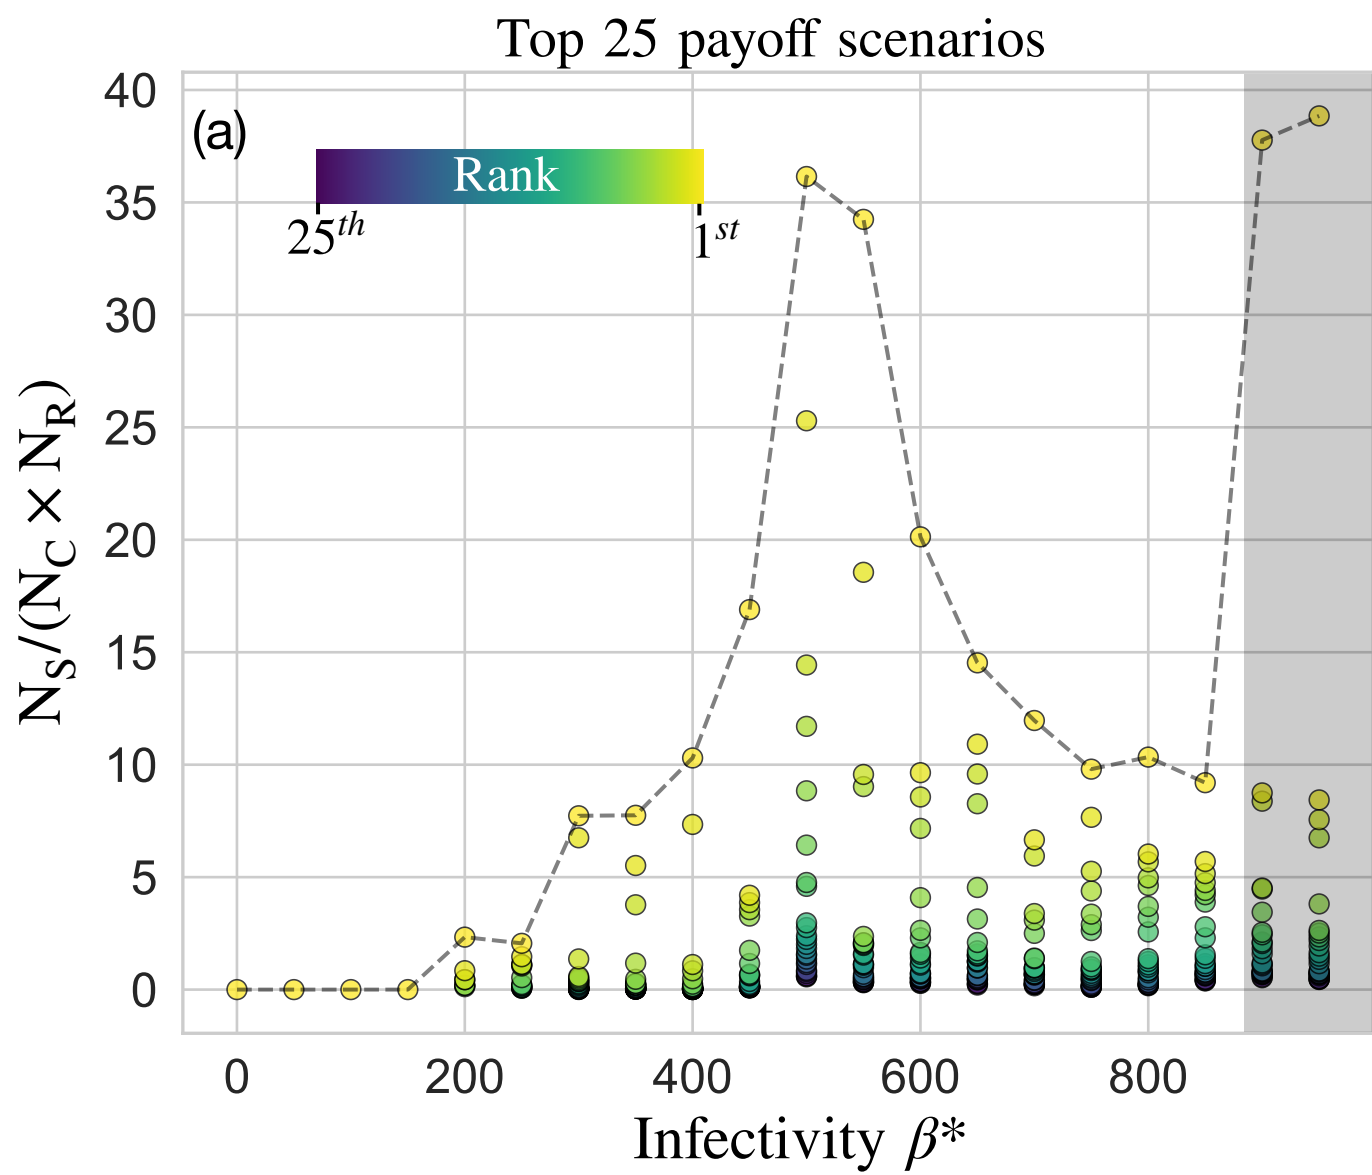 Top 25 payoff scenarios
(a)
Rank
25th
1st
40
35
30
25
20
15
10
5
0
NS/(NC × NR)
0 200 400 600 800
Infectivity β*